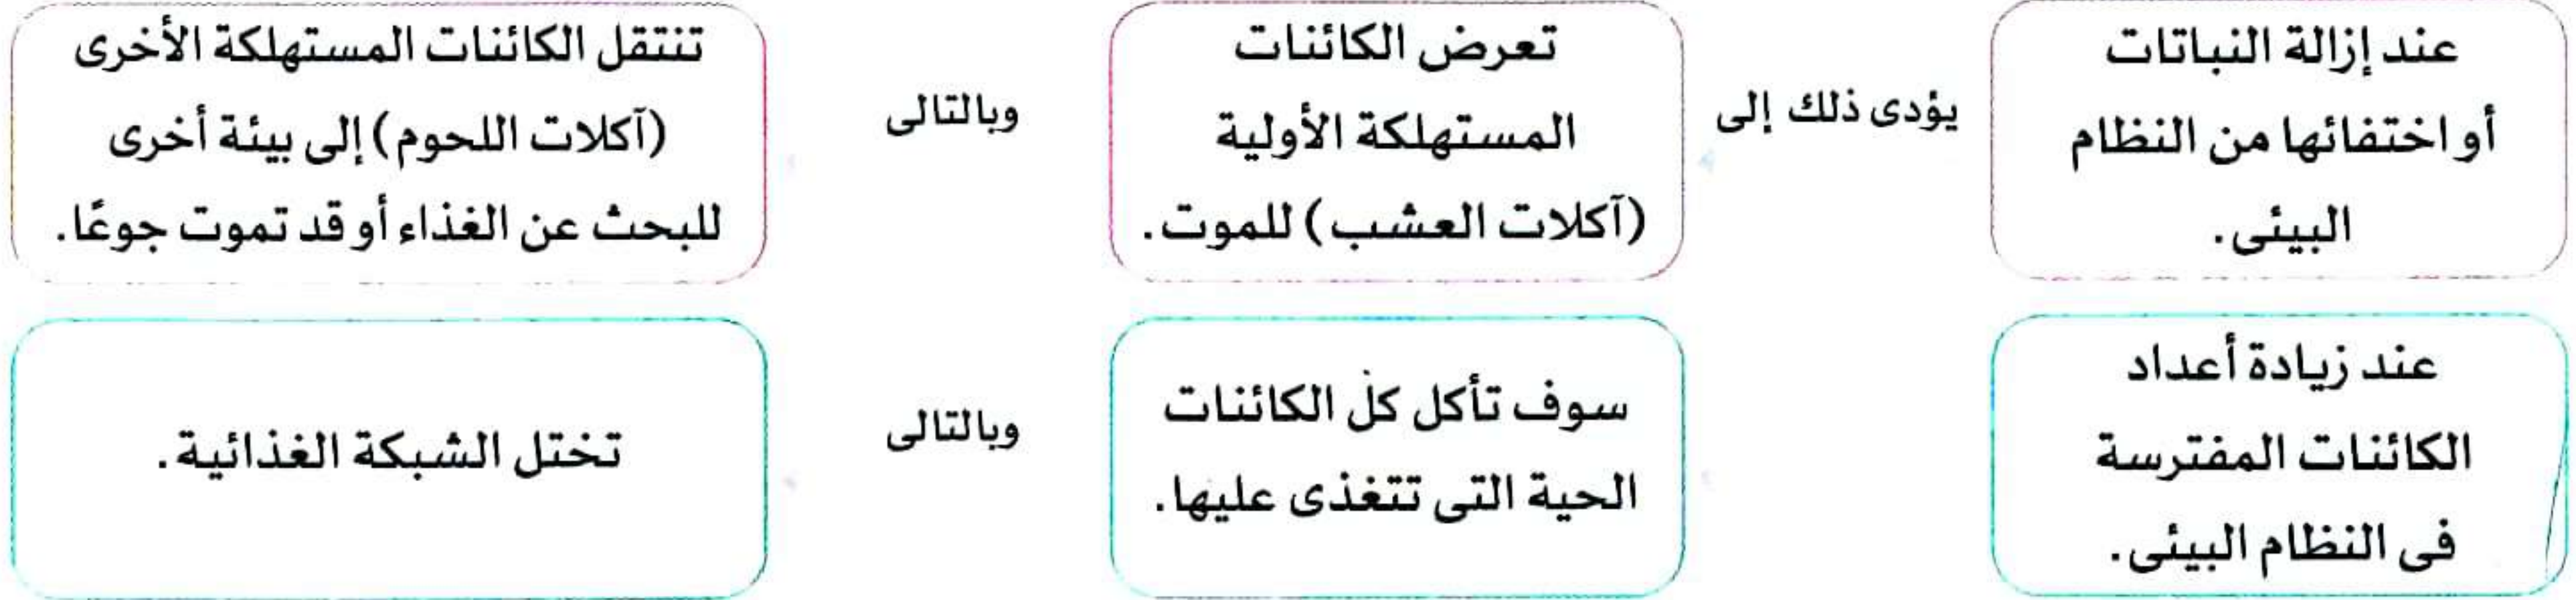 عند إزالة النباتات
أو اختفائها من النظام
البيئى.
يؤدى ذلك إلى
تعرض الكائنات
المستهلكة الأولية
(آكلات العشب) للموت.
وبالتالى
تنتقل الكائنات المستهلكة الأخرى
(آكلات اللحوم) إلى بيئة أخرى
للبحث عن الغذاء أو قد تموت جوعًا.
عند زيادة أعداد
الكائنات المفترسة
فى النظام البيئى.
سوف تأكل كل الكائنات
الحية التى تتغذى عليها.
وبالتالى
تختل الشبكة الغذائية.